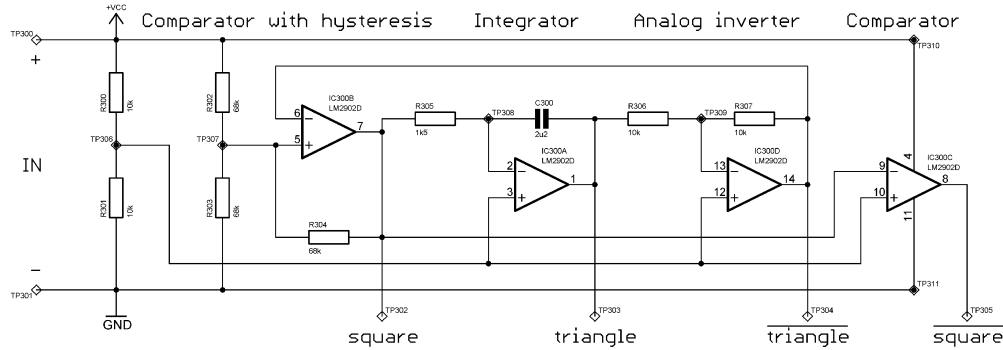 +VCC
Comparator with hysteresis
Integrator
Analog inverter
Comparator
TP300
TP310
+
R300
10k
R302
68k
IC300B
LM2902D
6
5
7
R305
1k5
TP308
C300
2u2
R306
10k
TP309
R307
10k
TP306
TP307
IN
IC300A
LM2902D
2
3
1
IC300D
LM2902D
13
12
14
IC300C
LM2902D
9
10
4
8
11
R301
10k
R303
68k
R304
68k
-
TP301
TP311
GND
TP302
TP303
TP304
TP305
square
triangle
triangle
square